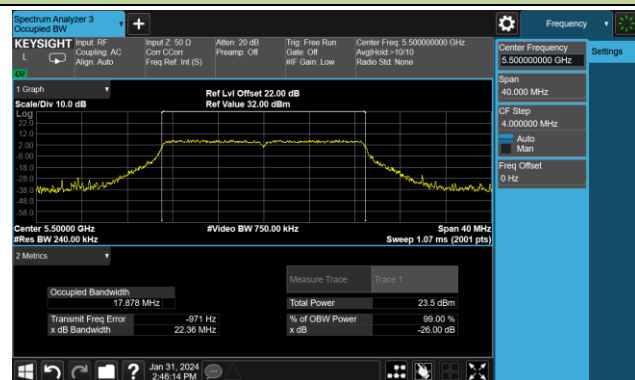 Spectrum Analyzer 3
Occupied BW
Frequency
KEYSIGHT
L
Input: RF
Coupling: AC
Align: Auto
Input Z: 50 Ω
Corr CCorr
Freq Ref: Int (S)
Atten: 20 dB
Preamp: Off
Trig: Free Run
Gate: Off
#IF Gain: Low
Center Freq: 5.500000000 GHz
Avg|Hold:>10/10
Radio Std: None
LVI
Center Frequency
5.500000000 GHz
Settings
Span
40.000 MHz
CF Step
4.000000 MHz
Auto
Man
Freq Offset
0 Hz
1 Graph
Scale/Div 10.0 dB
Ref Lvl Offset 22.00 dB
Ref Value 32.00 dBm
Log
22.0
12.0
2.00
-8.00
-18.0
-28.0
-38.0
-48.0
-58.0
Center 5.50000 GHz
#Video BW 750.00 kHz
Span 40 MHz
#Res BW 240.00 kHz
Sweep 1.07 ms (2001 pts)
2 Metrics
Measure Trace
Trace 1
Occupied Bandwidth
17.878 MHz
Total Power
23.5 dBm
Transmit Freq Error
-971 Hz
% of OBW Power
99.00 %
x dB Bandwidth
22.36 MHz
x dB
-26.00 dB
?
Jan 31, 2024
2:46:14 PM